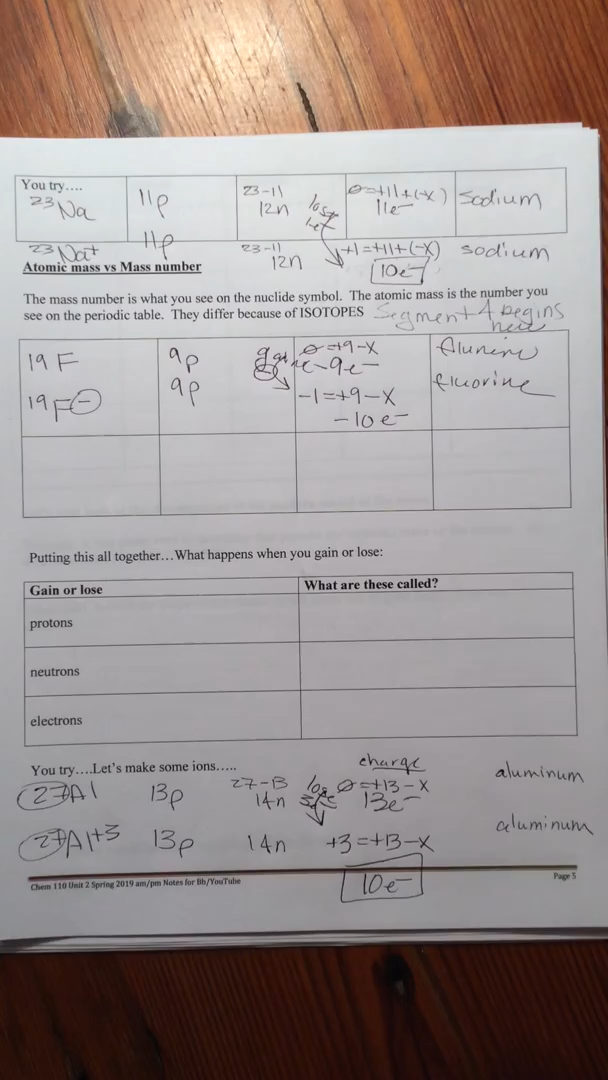 You try….
23Na 11p 23-11 12n lost 1e- 0=+11+(-X) 11e- Sodium
23Na+ 11p 23-11 12n +1=+11+(-X) 10e- sodium
Atomic mass vs Mass number
The mass number is what you see on the nuclide symbol. The atomic mass is the number you
see on the periodic table. They differ because of ISOTOPES Segment 4 begins
here
19F 9p 0=+9-X 9e-
19F- 9p -1=+9-X -10e- fluorine
Putting this all together…What happens when you gain or lose:
Gain or lose What are these called?
protons
neutrons
electrons
You try….Let's make some ions….. charge
27Al 13p 27-13 14n 0=+13-X 13e- aluminum
27Al+3 13p 14n +3=+13-X aluminum
10e-
Chem 110 Unit 2 Spring 2019 am/pm Notes for Bb/YouTube Page 5